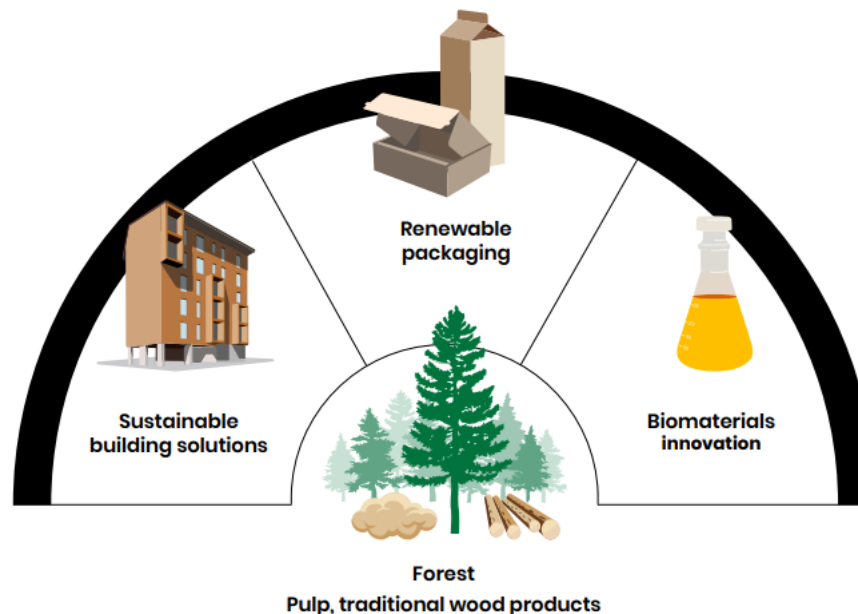 Renewable
packaging
Sustainable
building solutions
Biomaterials
innovation
Forest
Pulp, traditional wood products